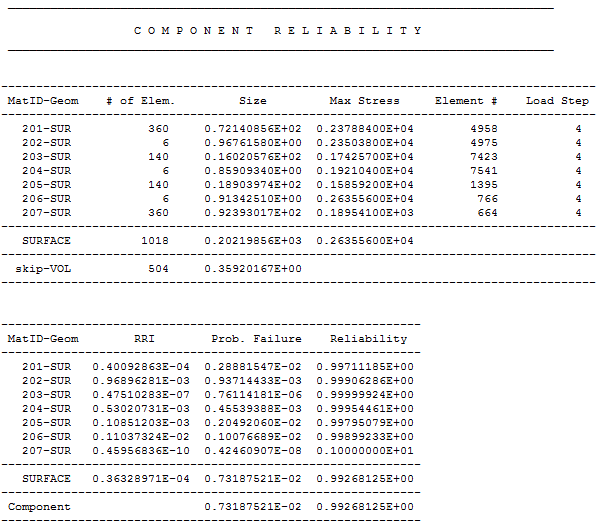 C O M P O N E N T   R E L I A B I L I T Y
MatID-Geom # of Elem. Size Max Stress Element # Load Step
201-SUR 360 0.72140856E+02 0.23788400E+04 4958 4
202-SUR 6 0.96761580E+00 0.23503800E+04 4975 4
203-SUR 140 0.16020576E+02 0.17425700E+04 7423 4
204-SUR 6 0.85909340E+00 0.19210400E+04 7541 4
205-SUR 140 0.18903974E+02 0.15859200E+04 1395 4
206-SUR 6 0.91342510E+00 0.26355600E+04 766 4
207-SUR 360 0.92393017E+02 0.18954100E+03 664 4
SURFACE 1018 0.20219856E+03 0.26355600E+04
skip-VOL 504 0.35920167E+00
MatID-Geom RRI Prob. Failure Reliability
201-SUR 0.40092863E-04 0.28881547E-02 0.99711185E+00
202-SUR 0.96896281E-03 0.93714433E-03 0.99906286E+00
203-SUR 0.47510283E-07 0.76114181E-06 0.99999924E+00
204-SUR 0.53020731E-03 0.45539388E-03 0.99954461E+00
205-SUR 0.10851203E-03 0.20492060E-02 0.99795079E+00
206-SUR 0.11037324E-02 0.10076689E-02 0.99899233E+00
207-SUR 0.45956836E-10 0.42460907E-08 0.10000000E+01
SURFACE 0.36328971E-04 0.73187521E-02 0.99268125E+00
Component 0.73187521E-02 0.99268125E+00